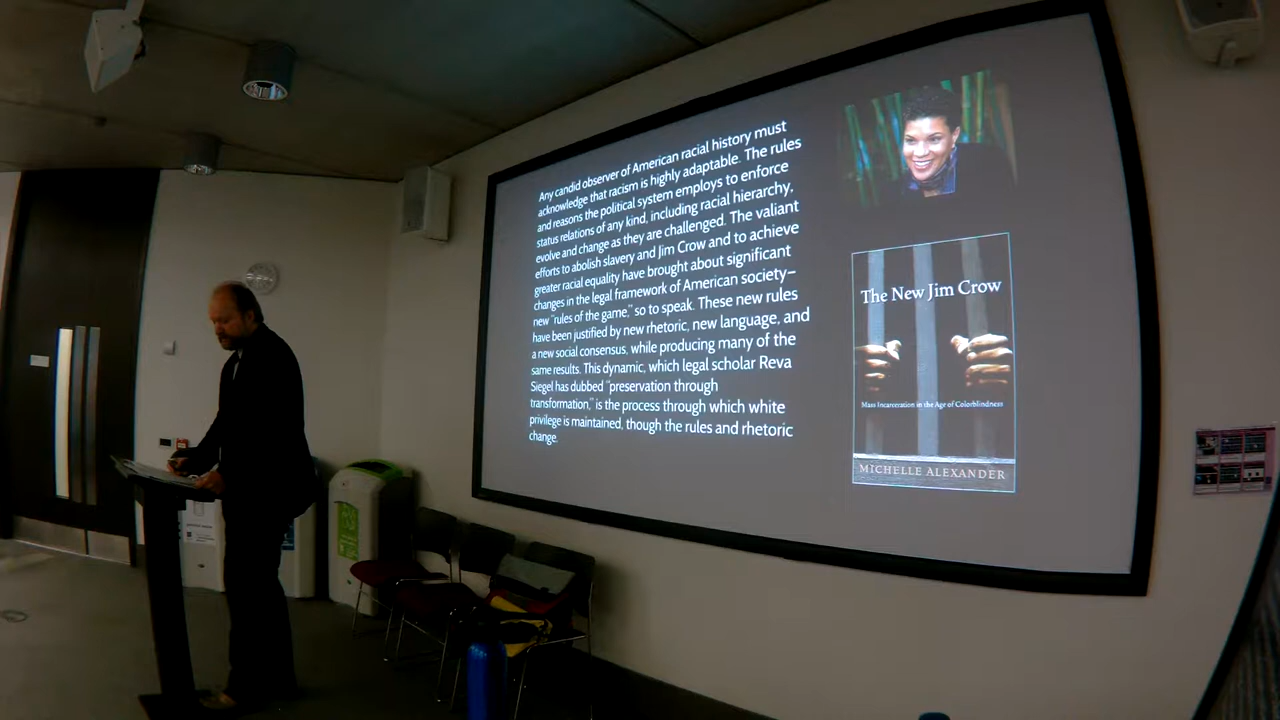 Any candid observer of American racial history must
acknowledge that racism is highly adaptable. The rules
and reasons the political system employs to enforce
status relations of any kind, including racial hierarchy,
evolve and change as they are challenged. The valiant
efforts to abolish slavery and Jim Crow and to achieve
greater racial equality have brought about significant
changes in the legal framework of American society–
new "rules of the game," so to speak. These new rules
have been justified by new rhetoric, new language, and
a new social consensus, while producing many of the
same results. This dynamic, which legal scholar Reva
Siegel has dubbed "preservation through
transformation," is the process through which white
privilege is maintained, though the rules and rhetoric
change.
The New Jim Crow
Mass Incarceration in the Age of Colorblindness
MICHELLE ALEXANDER